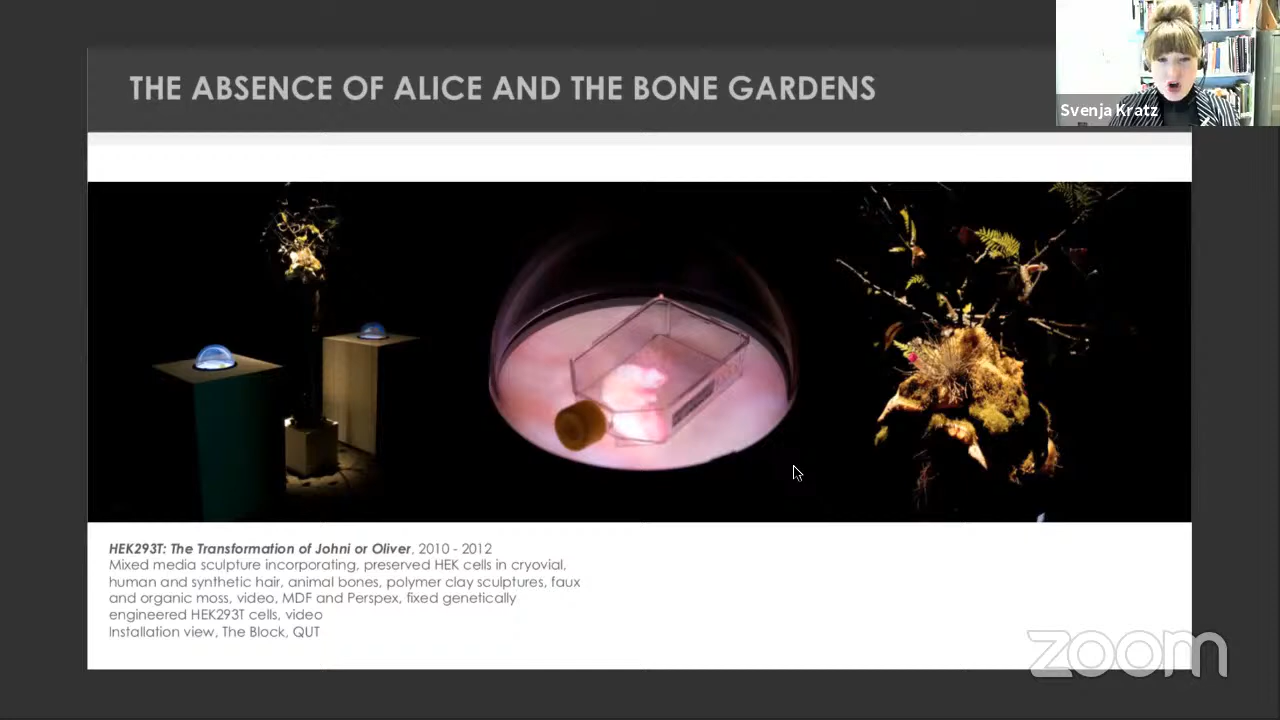 THE ABSENCE OF ALICE AND THE BONE GARDENS
Svenja Kratz
HEK293T: The Transformation of Johni or Oliver, 2010 - 2012
Mixed media sculpture incorporating, preserved HEK cells in cryovial,
human and synthetic hair, animal bones, polymer clay sculptures, faux
and organic moss, video, MDF and Perspex, fixed genetically
engineered HEK293T cells, video
Installation view, The Block, QUT
zoom